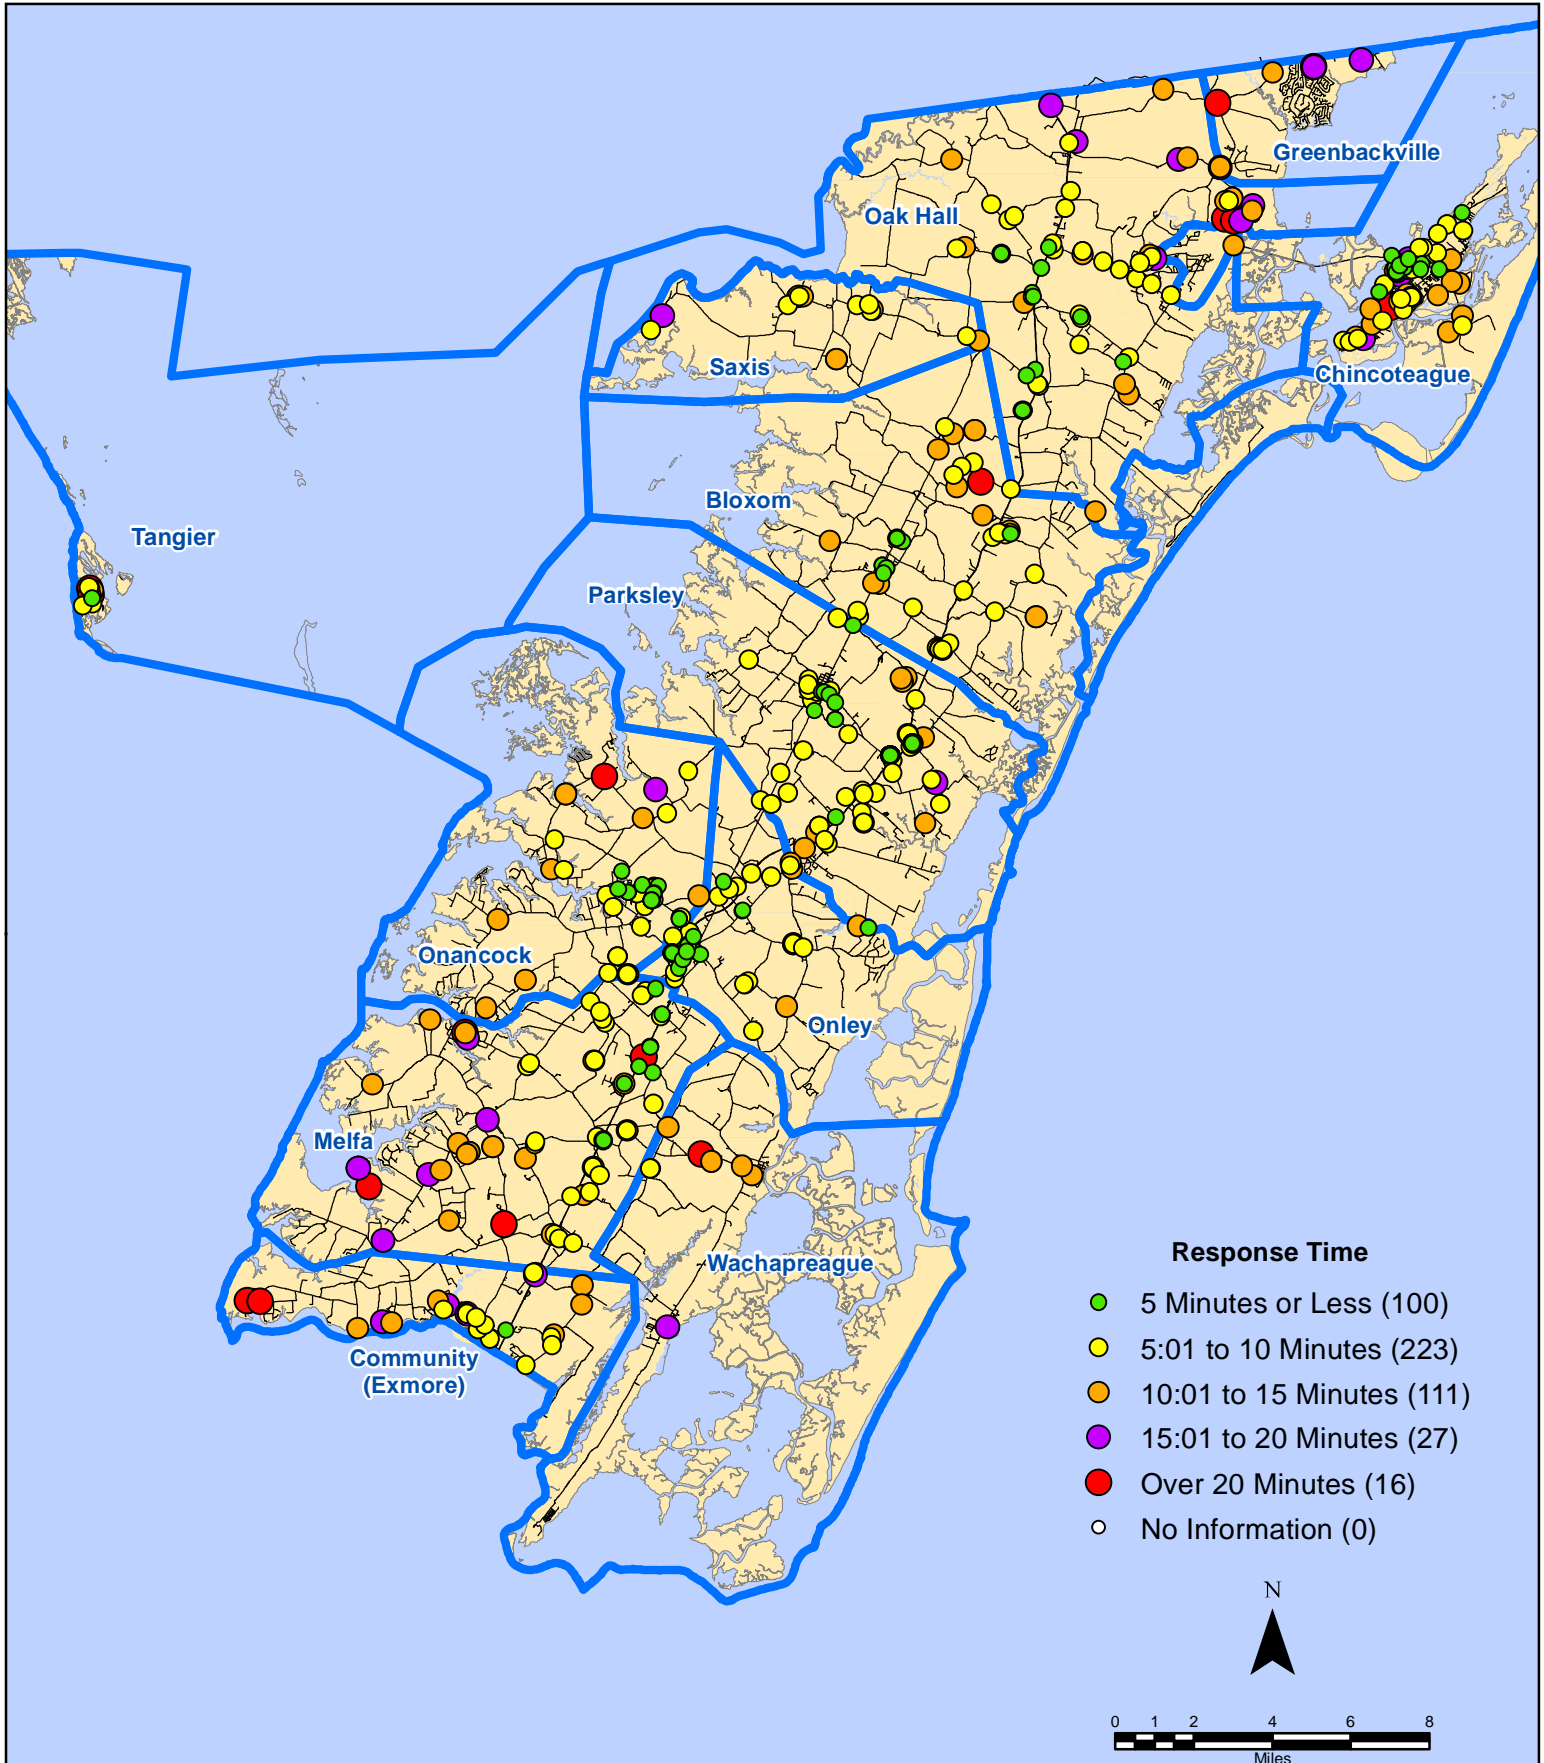 Greenbackville
Oak Hall
Saxis
Chincoteague
Bloxom
Tangier
Parksley
Onancock
Onley
Melfa
Wachapreague
Community
(Exmore)
Response Time
5 Minutes or Less (100)
5:01 to 10 Minutes (223)
10:01 to 15 Minutes (111)
15:01 to 20 Minutes (27)
Over 20 Minutes (16)
No Information (0)
N
0 1 2 4 6 8
Miles